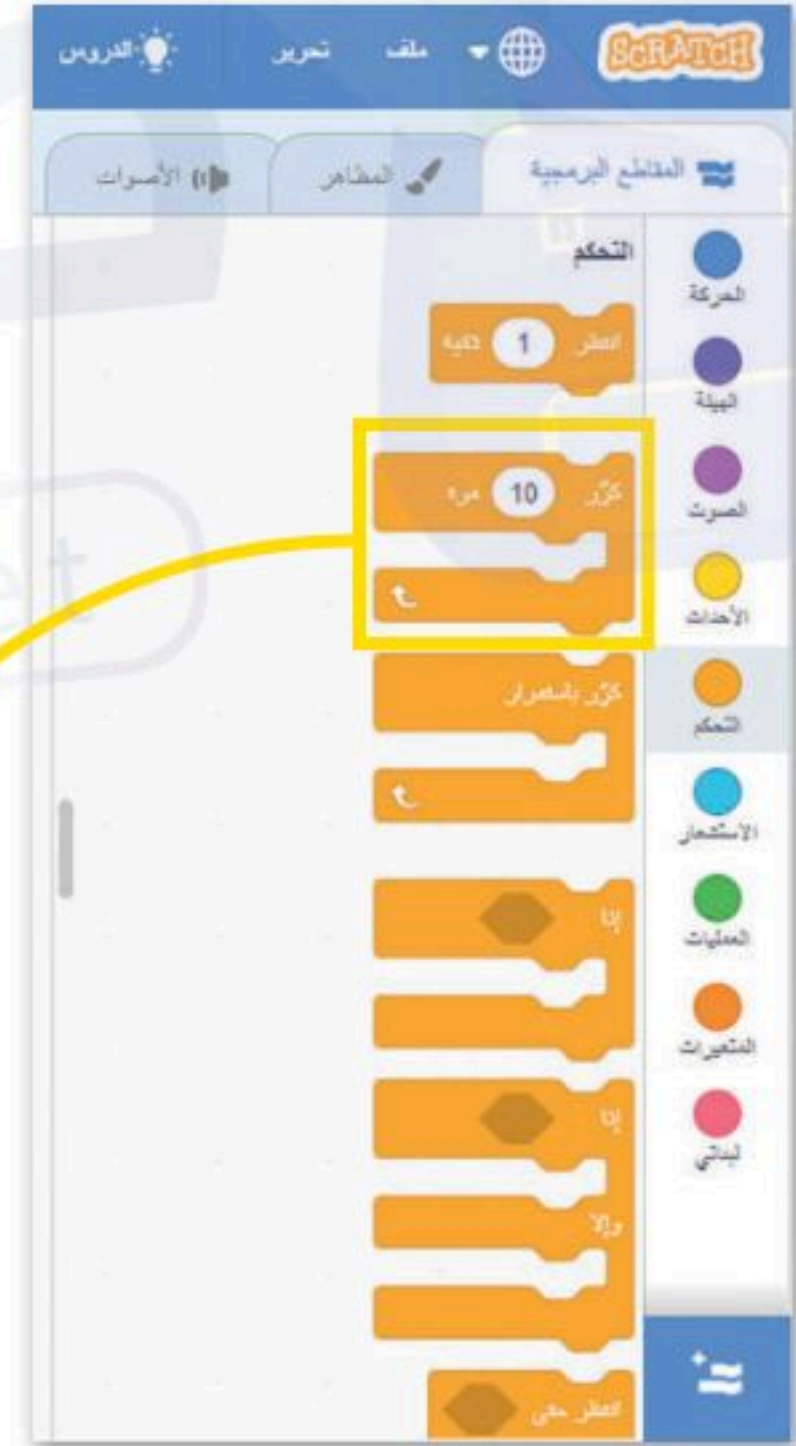 SCRATCH ملف تحرير الدروس
المقاطع البرمجية المظاهر الأصوات
التحكم
الحركة
الهيئة
الصوت
الأحداث
التحكم
الاستشعار
العمليات
المتغيرات
لبناتي
انتظر 1 ثانية
كرّر 10 مرة
كرّر باستمرار
إذا
إذا
وإلا
انتظر حتى
te